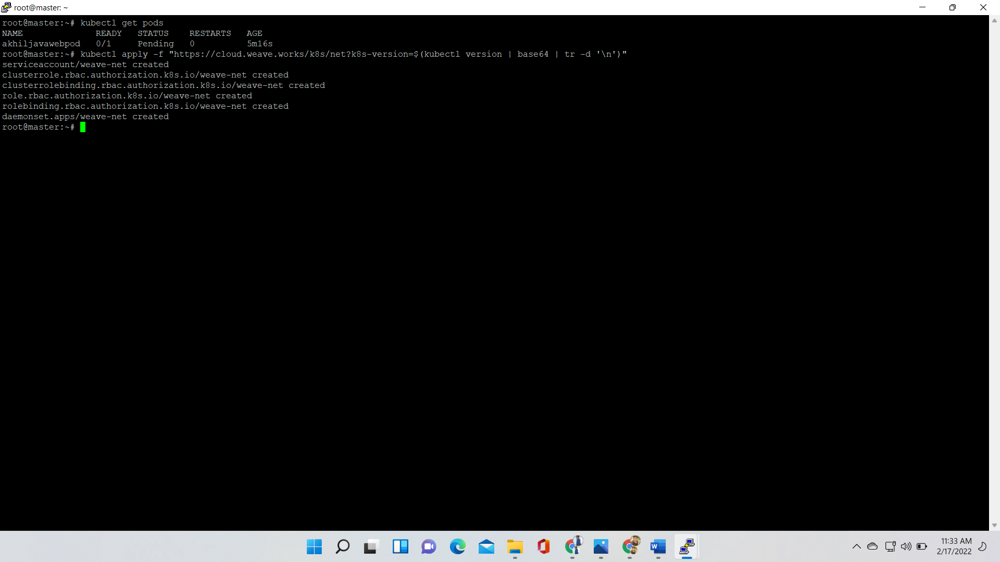 root@master: ~
root@master:~# kubectl get pods
NAME              READY   STATUS    RESTARTS   AGE
akhiljavawebpod   0/1     Pending   0          5m16s
root@master:~# kubectl apply -f "https://cloud.weave.works/k8s/net?k8s-version=$(kubectl version | base64 | tr -d '\n')"
serviceaccount/weave-net created
clusterrole.rbac.authorization.k8s.io/weave-net created
clusterrolebinding.rbac.authorization.k8s.io/weave-net created
role.rbac.authorization.k8s.io/weave-net created
rolebinding.rbac.authorization.k8s.io/weave-net created
daemonset.apps/weave-net created
root@master:~#
11:33 AM
2/17/2022